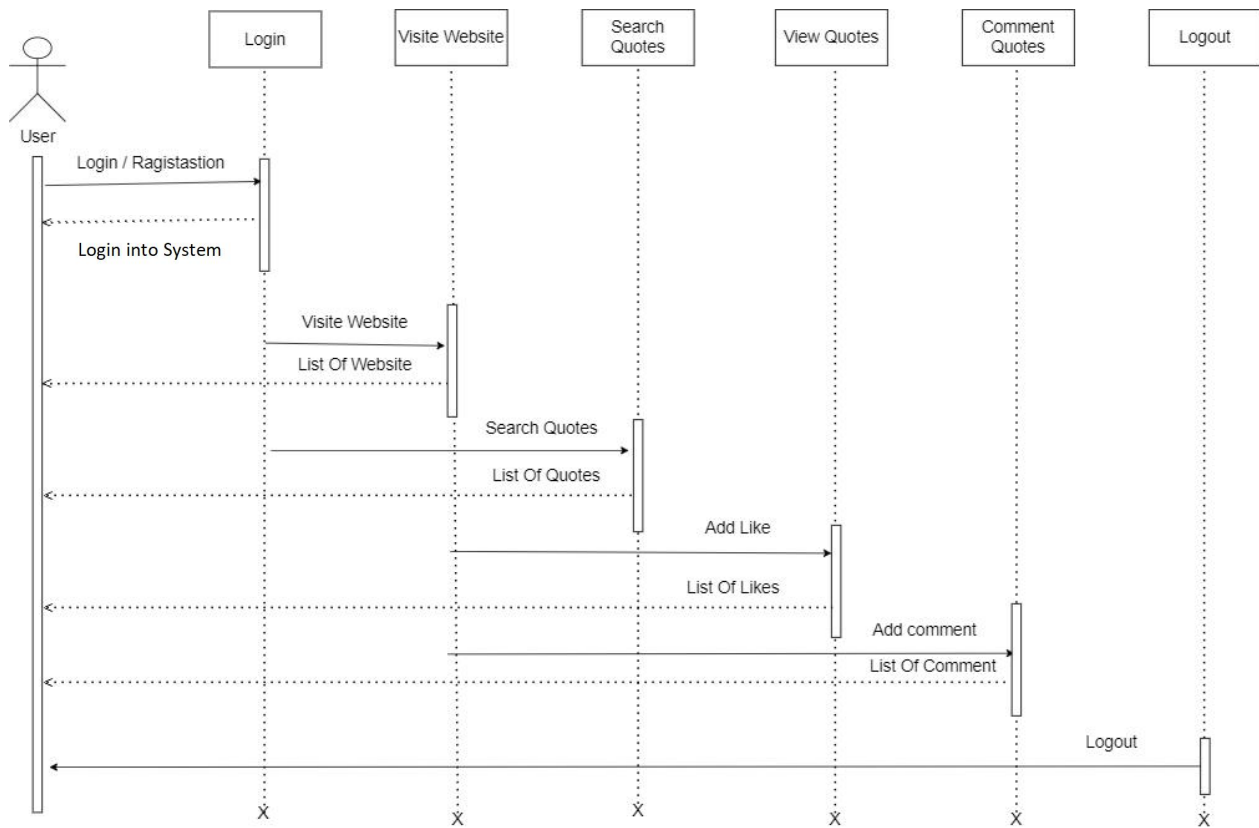 Login
Visite Website
Search
Quotes
View Quotes
Comment
Quotes
Logout
User
Login / Ragistastion
Login into System
Visite Website
List Of Website
Search Quotes
List Of Quotes
Add Like
List Of Likes
Add comment
List Of Comment
Logout
X
X
X
X
X
X